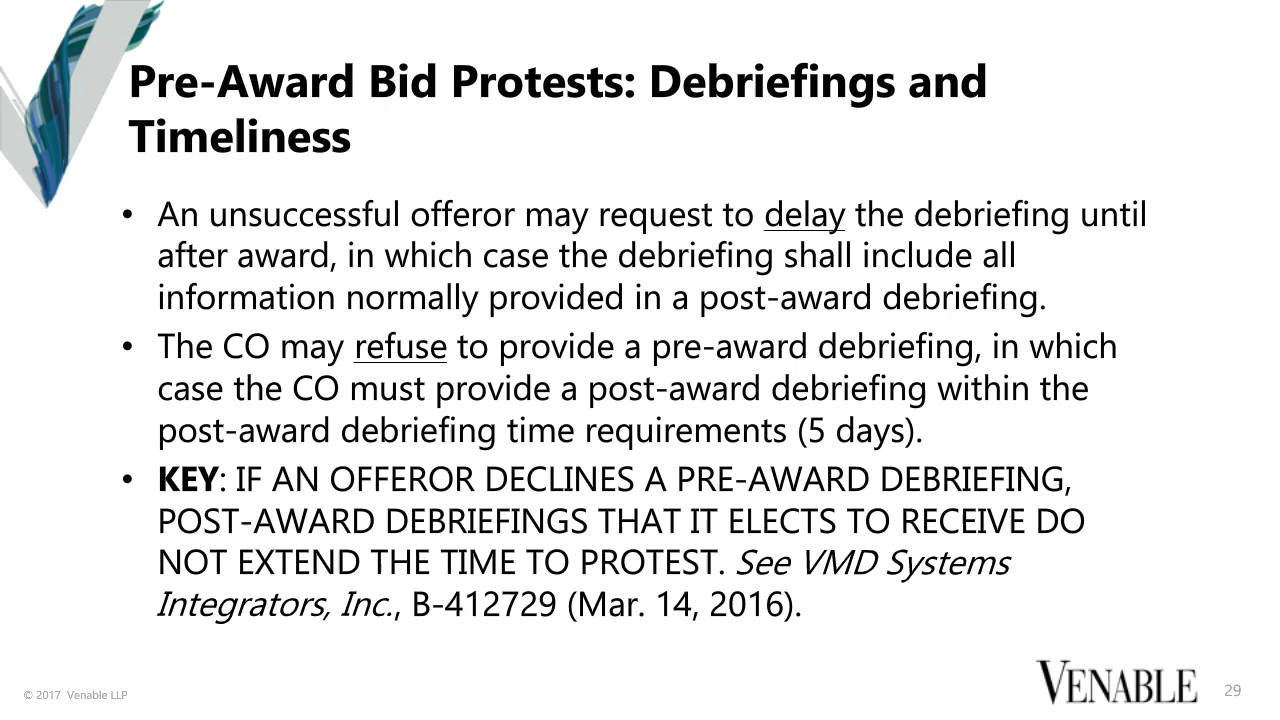 Pre-Award Bid Protests: Debriefings and
Timeliness
• An unsuccessful offeror may request to delay the debriefing until
after award, in which case the debriefing shall include all
information normally provided in a post-award debriefing.
• The CO may refuse to provide a pre-award debriefing, in which
case the CO must provide a post-award debriefing within the
post-award debriefing time requirements (5 days).
• KEY: IF AN OFFEROR DECLINES A PRE-AWARD DEBRIEFING,
POST-AWARD DEBRIEFINGS THAT IT ELECTS TO RECEIVE DO
NOT EXTEND THE TIME TO PROTEST. See VMD Systems
Integrators, Inc., B-412729 (Mar. 14, 2016).
© 2017 Venable LLP
VENABLE
29